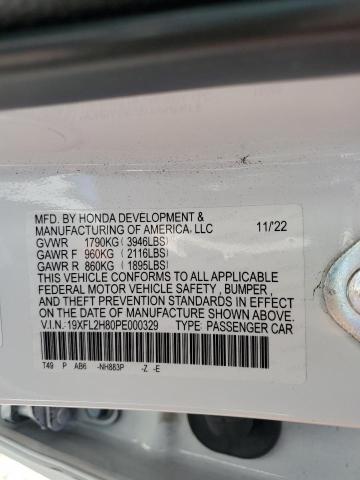 MFD. BY HONDA DEVELOPMENT &
MANUFACTURING OF AMERICA, LLC 11/'22
GVWR 1790KG ( 3946LBS)
GAWR F 960KG ( 2116LBS)
GAWR R 860KG ( 1895LBS)
THIS VEHICLE CONFORMS TO ALL APPLICABLE
FEDERAL MOTOR VEHICLE SAFETY , BUMPER ,
AND THEFT PREVENTION STANDARDS IN EFFECT
ON THE DATE OF MANUFACTURE SHOWN ABOVE.
V.I.N.: 19XFL2H80PE000329 TYPE: PASSENGER CAR
T49 P AB6 -NH883P -Z -E